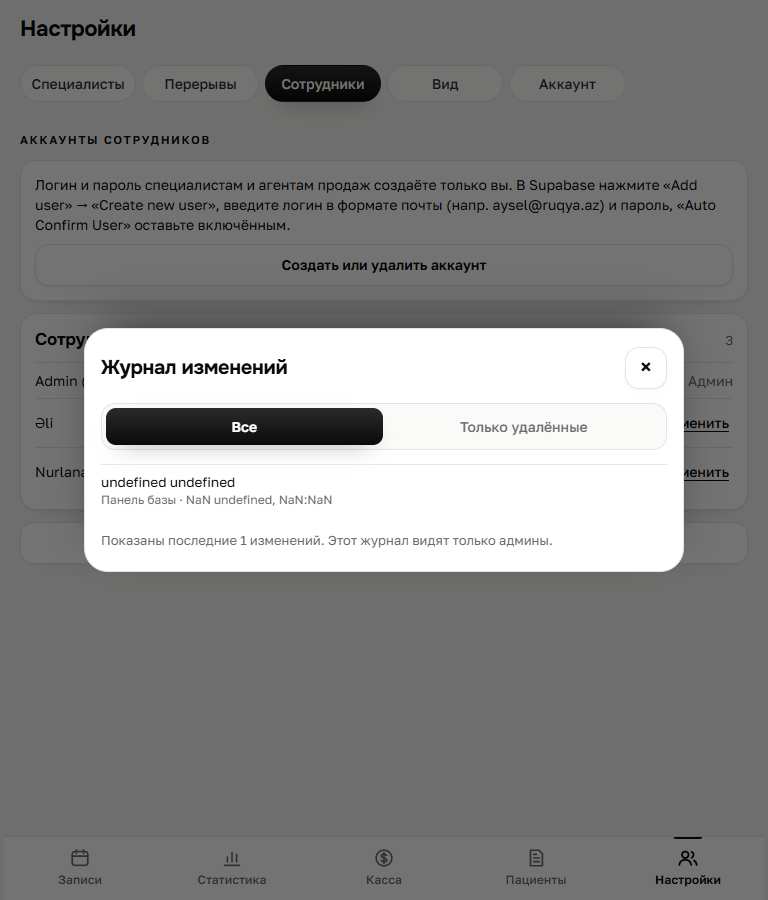 Настройки
Специалисты
Перерывы
Сотрудники
Вид
Аккаунт
АККАУНТЫ СОТРУДНИКОВ
Логин и пароль специалистам и агентам продаж создаёте только вы. В Supabase нажмите «Add
user» → «Create new user», введите логин в формате почты (напр. aysel@ruqya.az) и пароль, «Auto
Confirm User» оставьте включённым.
Создать или удалить аккаунт
3
Admin
Админ
Əli
Nurlana
Журнал изменений
×
Все
Только удалённые
undefined undefined
Панель базы · NaN undefined, NaN:NaN
Показаны последние 1 изменений. Этот журнал видят только админы.
Записи
Статистика
Касса
Пациенты
Настройки